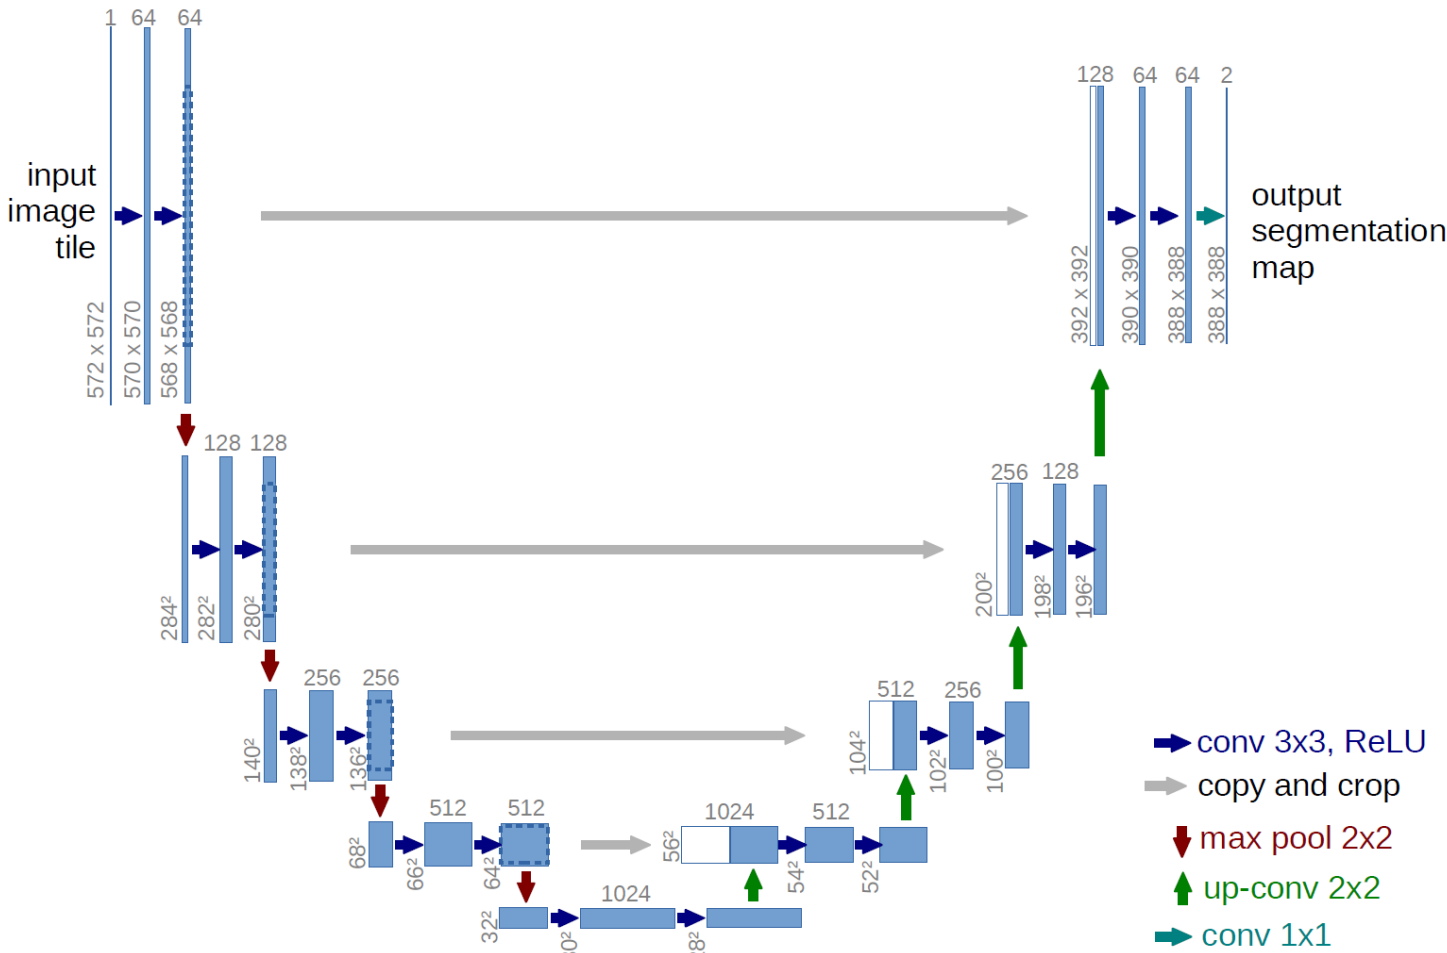 1 64 64
input
image
tile
572 x 572
570 x 570
568 x 568
128 64 64 2
output
segmentation
map
392 x 392
390 x 390
388 x 388
388 x 388
128 128
284²
282²
280²
256 128
200²
198²
196²
256 256
140²
138²
136²
512 256
104²
102²
100²
512 512
68²
66²
64²
1024 512
56²
54²
52²
1024
32²
conv 3x3, ReLU
copy and crop
max pool 2x2
up-conv 2x2
conv 1x1